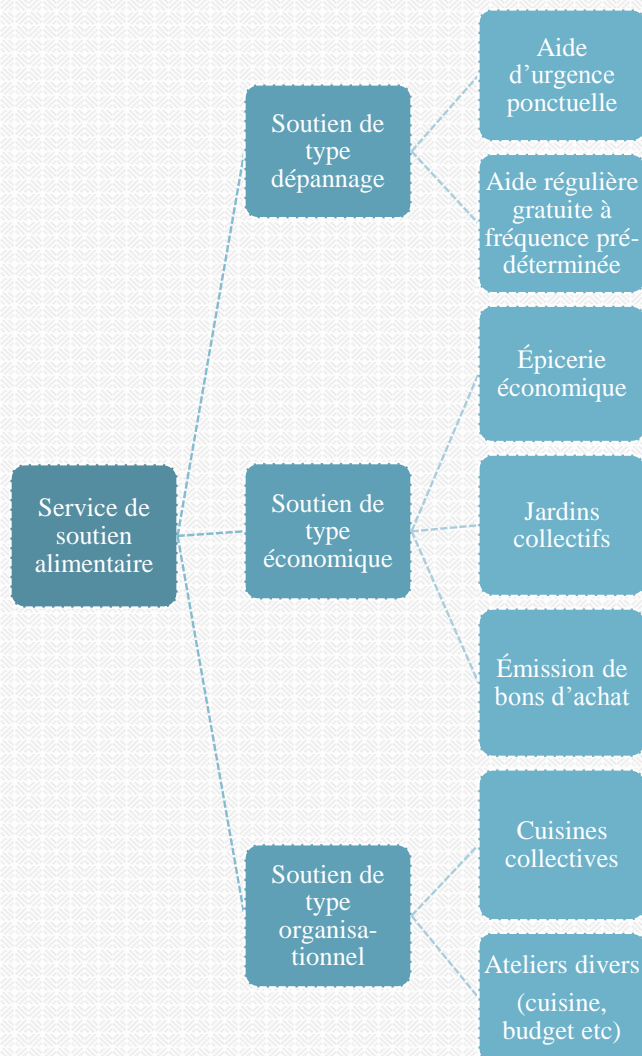 Service de
soutien
alimentaire
Soutien de
type
dépannage
Aide
d'urgence
ponctuelle
Aide régulière
gratuite à
fréquence pré-
déterminée
Soutien de
type
économique
Épicerie
économique
Jardins
collectifs
Émission de
bons d'achat
Soutien de
type
organisa-
tionnel
Cuisines
collectives
Ateliers divers
(cuisine,
budget etc)